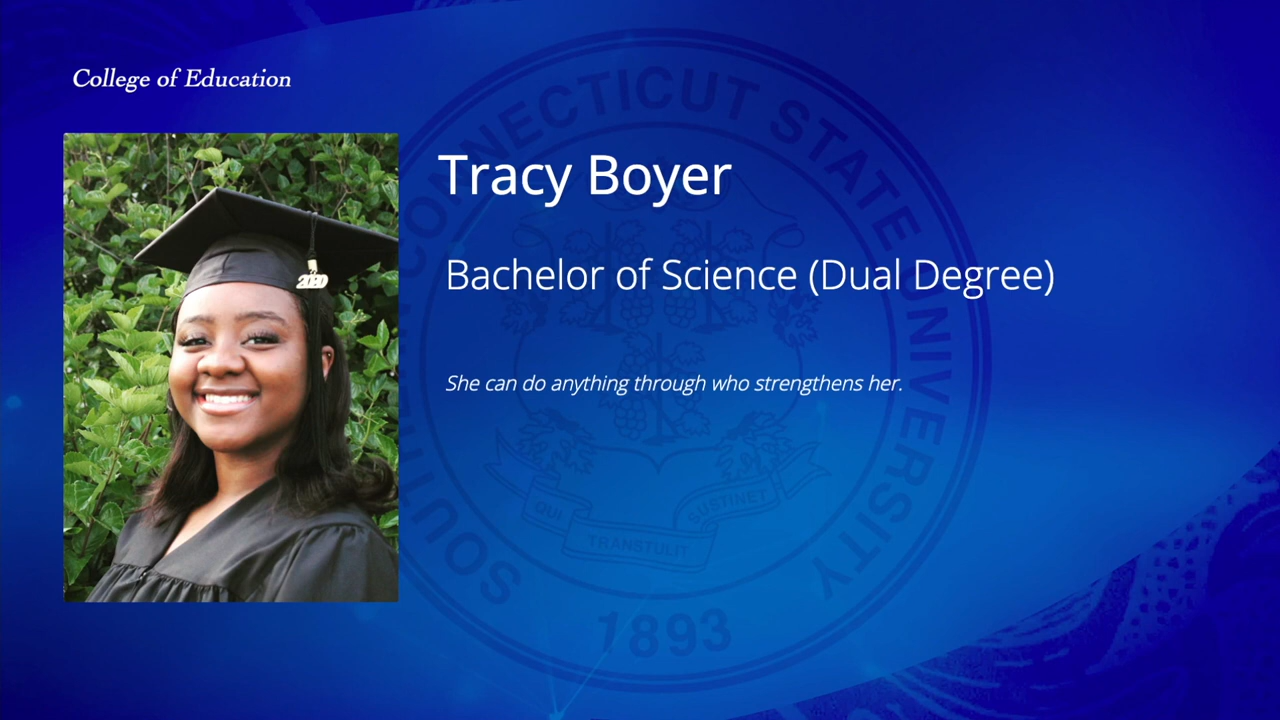 College of Education
Tracy Boyer
Bachelor of Science (Dual Degree)
She can do anything through who strengthens her.
SOUTHERN CONNECTICUT STATE UNIVERSITY
QUI TRANSTULIT SUSTINET
1893
2020